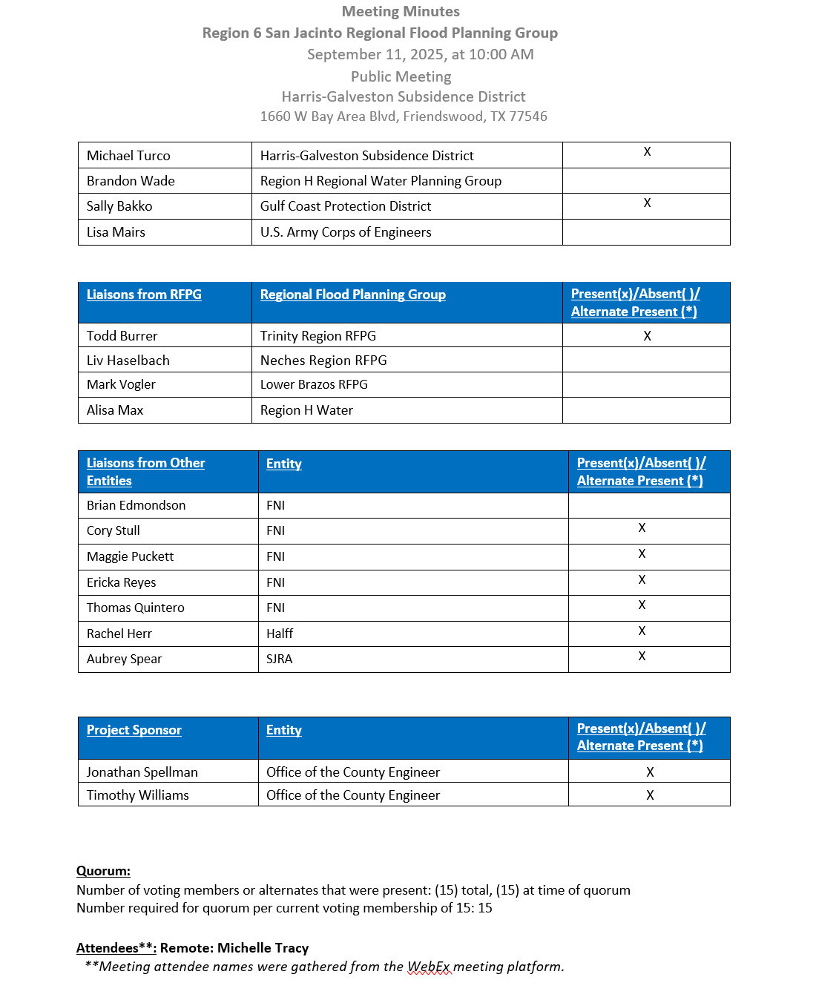 Meeting Minutes
Region 6 San Jacinto Regional Flood Planning Group
September 11, 2025, at 10:00 AM
Public Meeting
Harris-Galveston Subsidence District
1660 W Bay Area Blvd, Friendswood, TX 77546
Michael Turco Harris-Galveston Subsidence District X
Brandon Wade Region H Regional Water Planning Group
Sally Bakko Gulf Coast Protection District X
Lisa Mairs U.S. Army Corps of Engineers
Liaisons from RFPG Regional Flood Planning Group Present(x)/Absent( )/
Alternate Present (*)
Todd Burrer Trinity Region RFPG X
Liv Haselbach Neches Region RFPG
Mark Vogler Lower Brazos RFPG
Alisa Max Region H Water
Liaisons from Other Entity Present(x)/Absent( )/
Entities Alternate Present (*)
Brian Edmondson FNI
Cory Stull FNI X
Maggie Puckett FNI X
Ericka Reyes FNI X
Thomas Quintero FNI X
Rachel Herr Halff X
Aubrey Spear SJRA X
Project Sponsor Entity Present(x)/Absent( )/
Alternate Present (*)
Jonathan Spellman Office of the County Engineer X
Timothy Williams Office of the County Engineer X
Quorum:
Number of voting members or alternates that were present: (15) total, (15) at time of quorum
Number required for quorum per current voting membership of 15: 15
Attendees**: Remote: Michelle Tracy
**Meeting attendee names were gathered from the WebEx meeting platform.